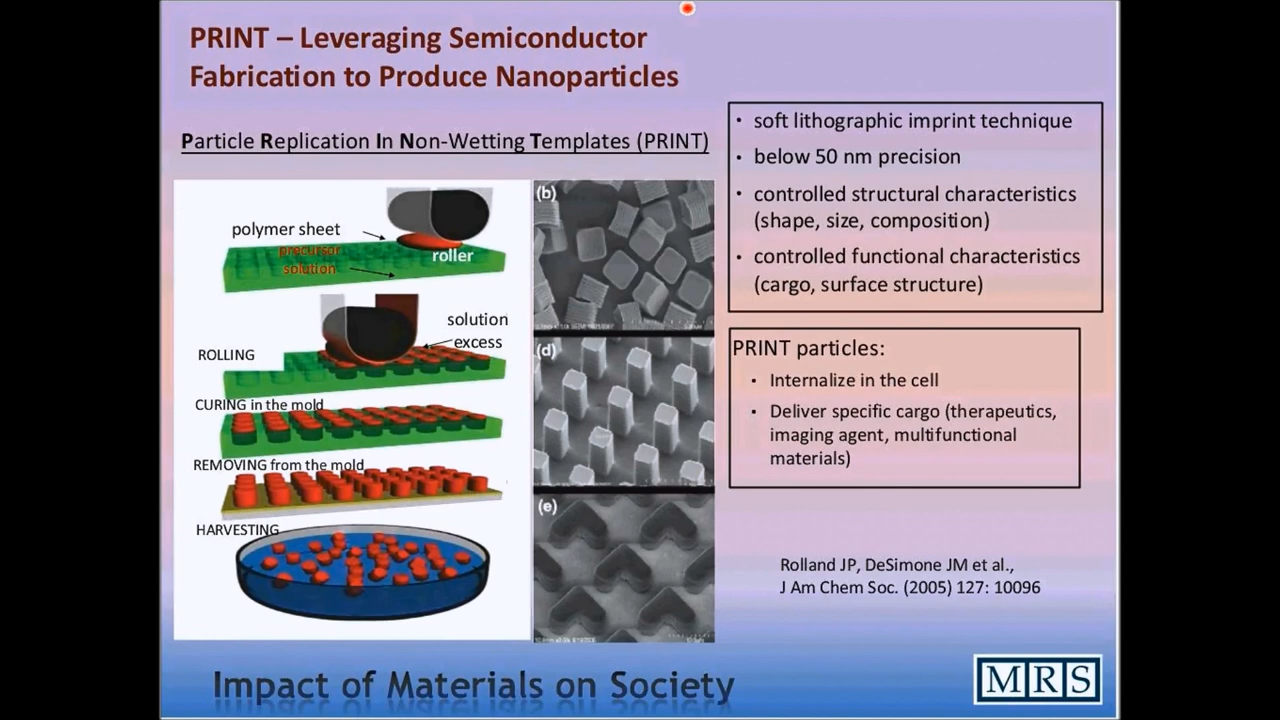 PRINT – Leveraging Semiconductor
Fabrication to Produce Nanoparticles
Particle Replication In Non-Wetting Templates (PRINT)
polymer sheet
precursor
solution
roller
solution
excess
ROLLING
CURING in the mold
REMOVING from the mold
HARVESTING
(b)
(d)
(e)
• soft lithographic imprint technique
• below 50 nm precision
• controlled structural characteristics
(shape, size, composition)
• controlled functional characteristics
(cargo, surface structure)
PRINT particles:
• Internalize in the cell
• Deliver specific cargo (therapeutics,
imaging agent, multifunctional
materials)
Rolland JP, DeSimone JM et al.,
J Am Chem Soc. (2005) 127: 10096
Impact of Materials on Society
MRS